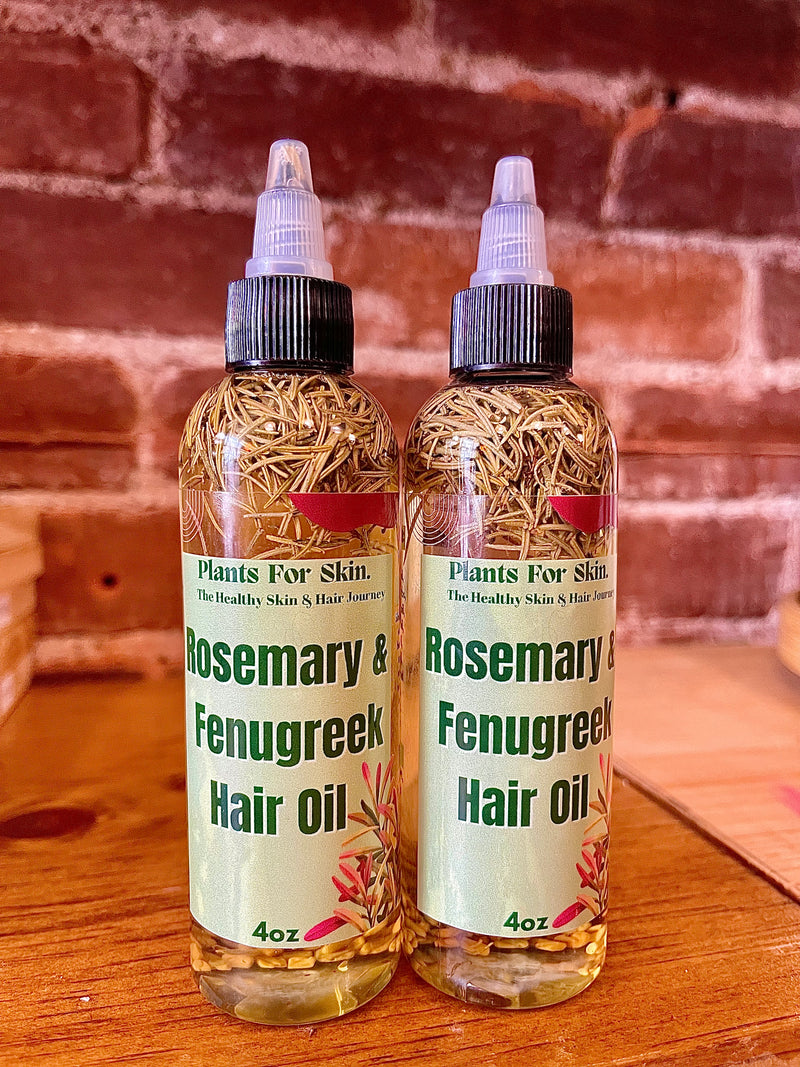 Plants For Skin.
The Healthy Skin & Hair Journey
Rosemary &
Fenugreek
Hair Oil
4oz
Plants For Skin.
The Healthy Skin & Hair Journey
Rosemary &
Fenugreek
Hair Oil
4oz